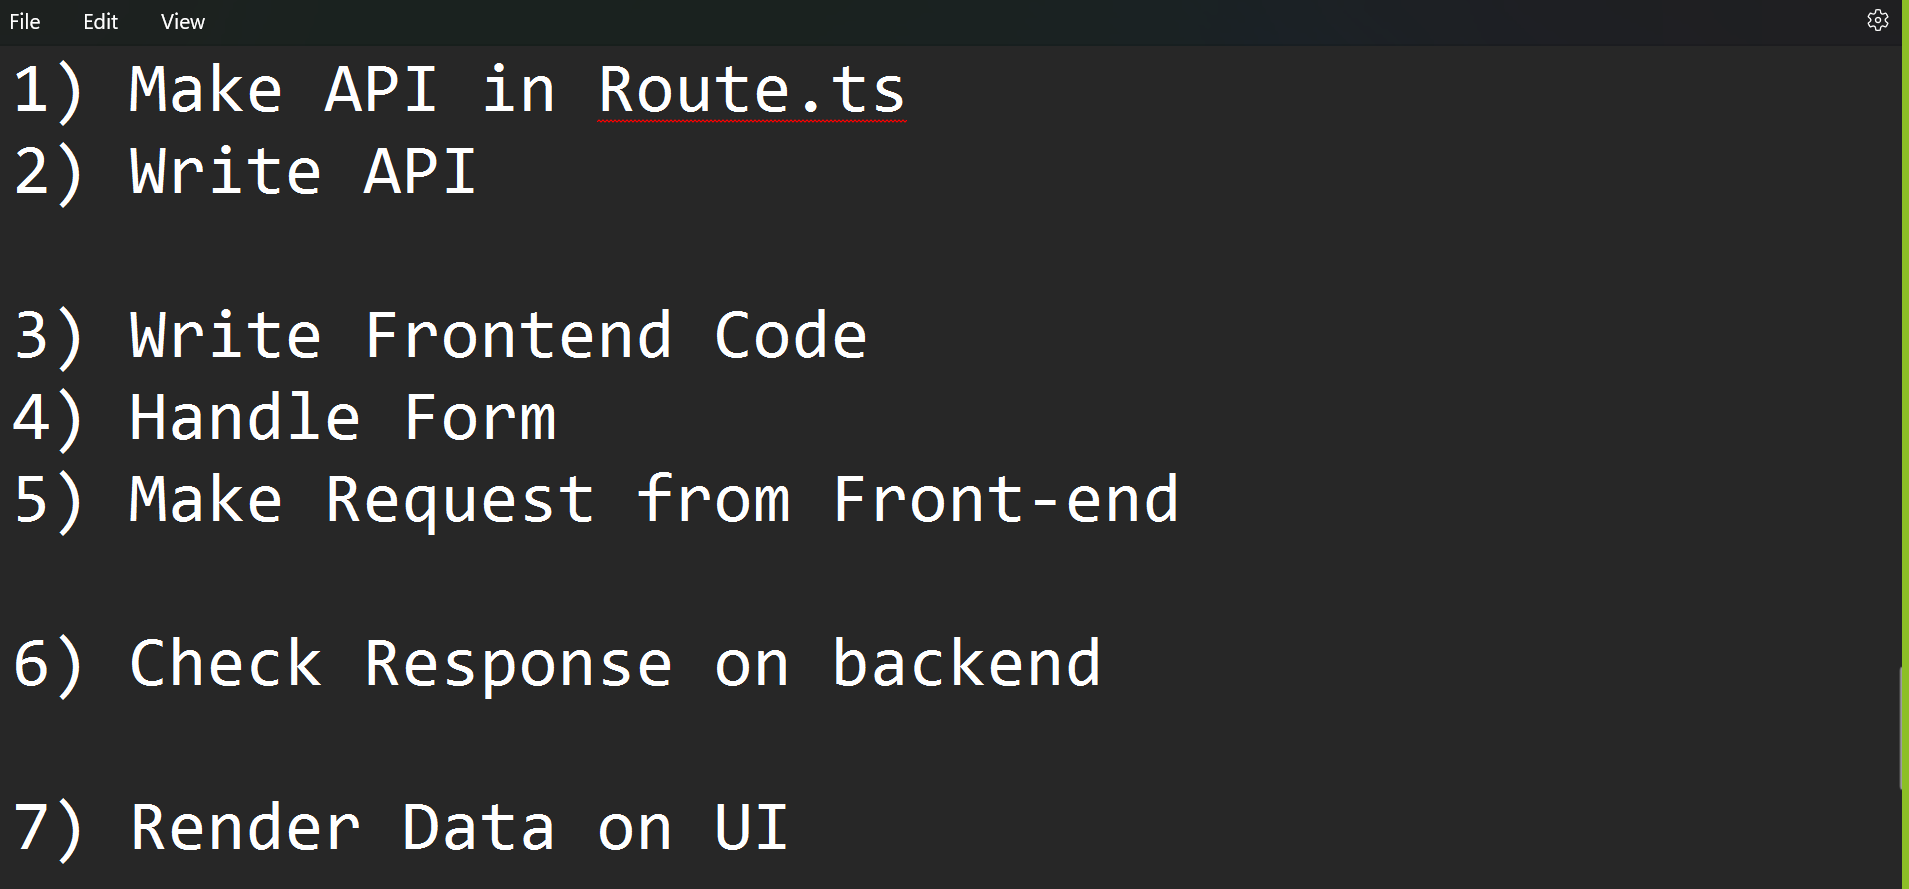 File Edit View
1) Make API in Route.ts
2) Write API
3) Write Frontend Code
4) Handle Form
5) Make Request from Front-end
6) Check Response on backend
7) Render Data on UI